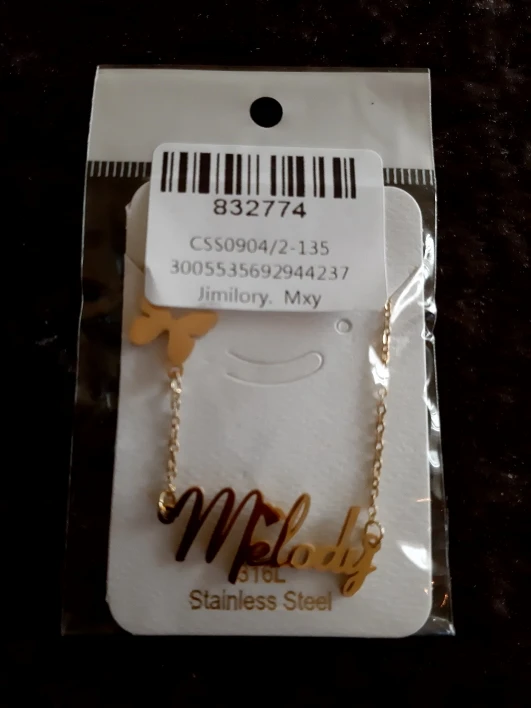 832774
CSS0904/2-135
3005535692944237
Jimilory. Mxy
Melody
316L
Stainless Steel